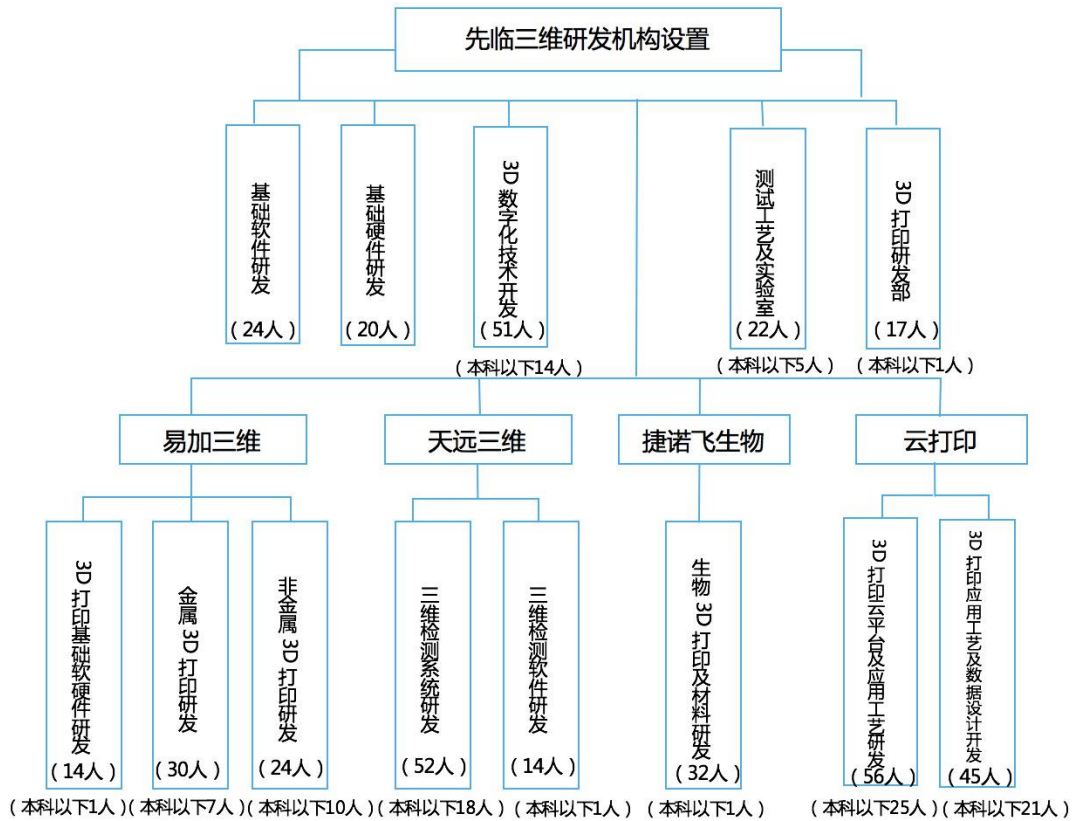 先临三维研发机构设置
基础软件研发
（24人）
基础硬件研发
（20人）
3D数字化技术开发
（51人）
（本科以下14人）
测试工艺及实验室
（22人）
（本科以下5人）
3D打印研发部
（17人）
（本科以下1人）
易加三维
天远三维
捷诺飞生物
云打印
3D打印基础软硬件研发
（14人）
（本科以下1人）
金属3D打印研发
（30人）
（本科以下7人）
非金属3D打印研发
（24人）
（本科以下10人）
三维检测系统研发
（52人）
（本科以下18人）
三维检测软件研发
（14人）
（本科以下1人）
生物3D打印及材料研发
（32人）
（本科以下1人）
3D打印云平台及应用工艺研发
（56人）
（本科以下25人）
3D打印应用工艺及数据设计开发
（45人）
（本科以下21人）